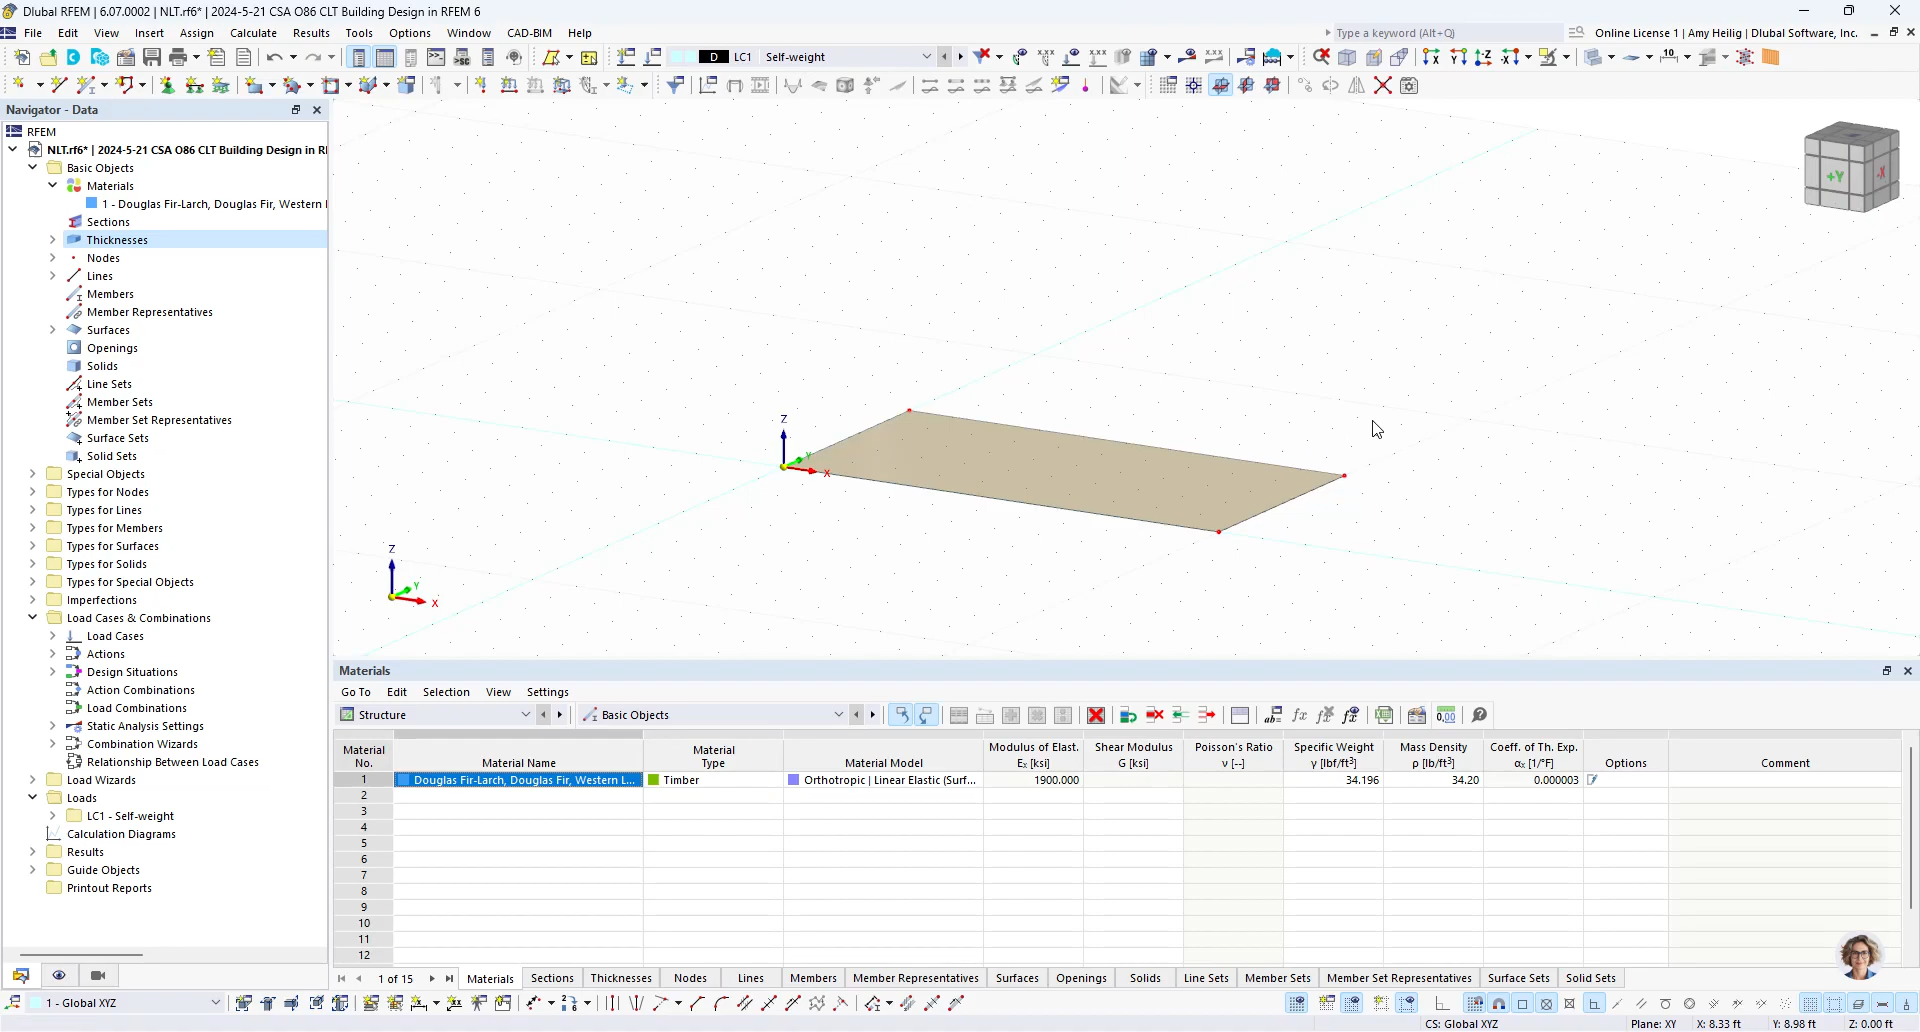 Dlubal RFEM | 6.07.0002 | NLT.rf6* | 2024-5-21 CSA O86 CLT Building Design in RFEM 6
File Edit View Insert Assign Calculate Results Tools Options Window CAD-BIM Help
Type a keyword (Alt+Q)
Online License 1 | Amy Heilig | Dlubal Software, Inc.
D LC1 Self-weight
Navigator - Data
RFEM
NLT.rf6* | 2024-5-21 CSA O86 CLT Building Design in RI
Basic Objects
Materials
1 - Douglas Fir-Larch, Douglas Fir, Western
Sections
Thicknesses
Nodes
Lines
Members
Member Representatives
Surfaces
Openings
Solids
Line Sets
Member Sets
Member Set Representatives
Surface Sets
Solid Sets
Special Objects
Types for Nodes
Types for Lines
Types for Members
Types for Surfaces
Types for Solids
Types for Special Objects
Imperfections
Load Cases & Combinations
Load Cases
Actions
Design Situations
Action Combinations
Load Combinations
Static Analysis Settings
Combination Wizards
Relationship Between Load Cases
Load Wizards
Loads
LC1 - Self-weight
Calculation Diagrams
Results
Guide Objects
Printout Reports
+Y -X
Z
Y
X
Z
Y
X
Materials
Go To Edit Selection View Settings
Structure Basic Objects
Material No. Material Name Material Type Material Model Modulus of Elast. Eₓ [ksi] Shear Modulus G [ksi] Poisson's Ratio ν [--] Specific Weight γ [lbf/ft³] Mass Density ρ [lb/ft³] Coeff. of Th. Exp. αₓ [1/°F] Options Comment
1 Douglas Fir-Larch, Douglas Fir, Western L... Timber Orthotropic | Linear Elastic (Surf... 1900.000 34.196 34.20 0.000003
2
3
4
5
6
7
8
9
10
11
12
1 of 15 Materials Sections Thicknesses Nodes Lines Members Member Representatives Surfaces Openings Solids Line Sets Member Sets Member Set Representatives Surface Sets Solid Sets
1 - Global XYZ
CS: Global XYZ Plane: XY X: 8.33 ft Y: 8.98 ft Z: 0.00 ft